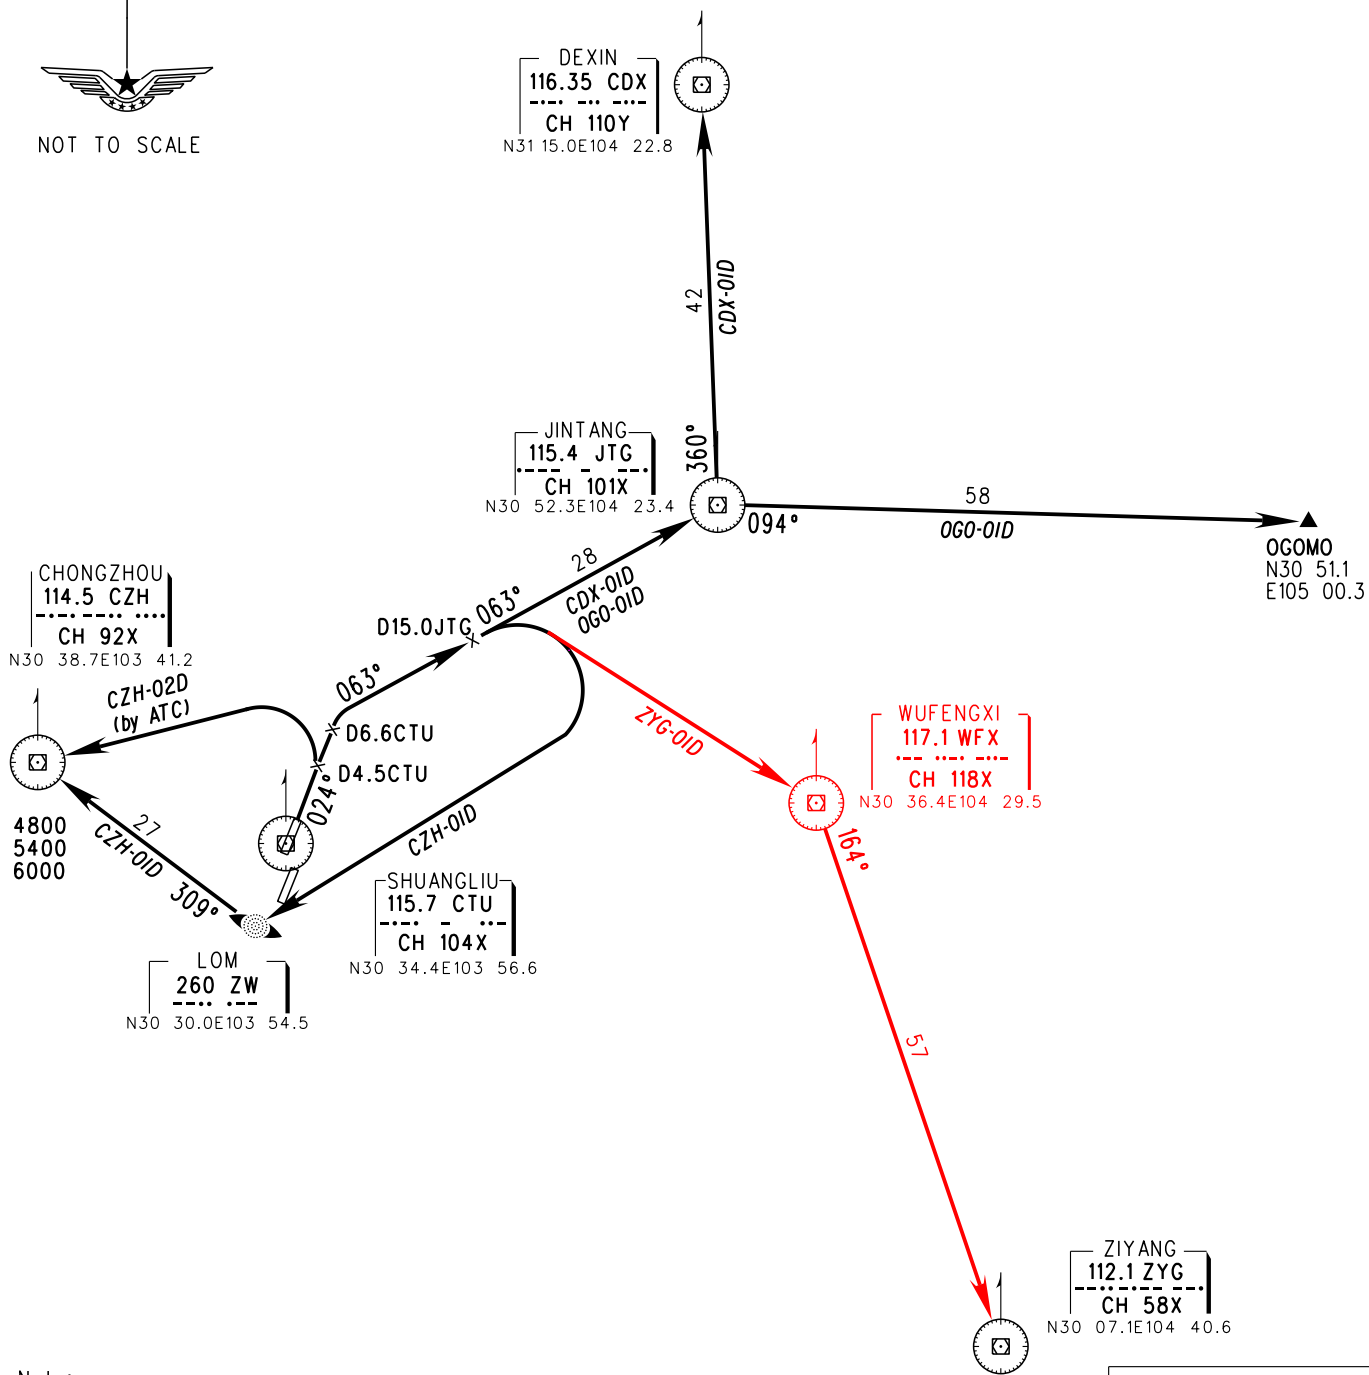 NOT TO SCALE
DEXIN
116.35 CDX
CH 110Y
N31 15.0E104 22.8
42
CDX-01D
JINTANG
115.4 JTG
CH 101X
N30 52.3E104 23.4
360°
094°
58
OGO-01D
OGOMO
N30 51.1
E105 00.3
28
CDX-01D
OGO-01D
063°
D15.0JTG
063°
CHONGZHOU
114.5 CZH
CH 92X
N30 38.7E103 41.2
CZH-02D
(by ATC)
D6.6CTU
D4.5CTU
024°
ZYG-01D
WUFENGXI
117.1 WFX
CH 118X
N30 36.4E104 29.5
164°
4800
5400
6000
27
CZH-01D
309°
CZH-01D
SHUANGLIU
115.7 CTU
CH 104X
N30 34.4E103 56.6
LOM
260 ZW
N30 30.0E103 54.5
57
ZIYANG
112.1 ZYG
CH 58X
N30 07.1E104 40.6